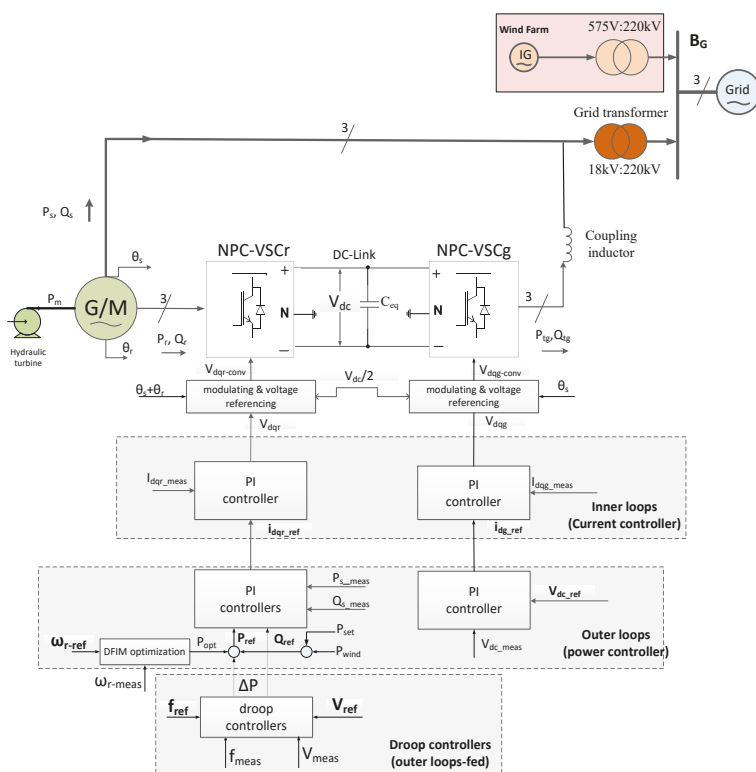 Wind Farm
575V:220kV
IG
B_G
3
Grid
Grid transformer
18kV:220kV
3
P_s, Q_s
Coupling
inductor
NPC-VSCr
DC-Link
NPC-VSCg
θ_s
+
+
P_m
G/M
3
N
V_dc
C_eq
N
3
Hydraulic
turbine
θ_r
P_r, Q_r
−
−
P_tg, Q_tg
V_dqr-conv
V_dqg-conv
θ_s+θ_r
modulating & voltage
referencing
V_dc/2
modulating & voltage
referencing
θ_s
V_dqr
V_dqg
I_dqr_meas
PI
controller
PI
controller
I_dqg_meas
Inner loops
(Current controller)
i_dqr_ref
i_dg_ref
PI
controllers
P_s_meas
Q_s_meas
PI
controller
V_dc_ref
ω_r-ref
DFIM optimization
P_opt
P_ref
Q_ref
P_set
P_wind
V_dc_meas
Outer loops
(power controller)
ω_r-meas
ΔP
f_ref
droop
controllers
V_ref
f_meas
V_meas
Droop controllers
(outer loops-fed)